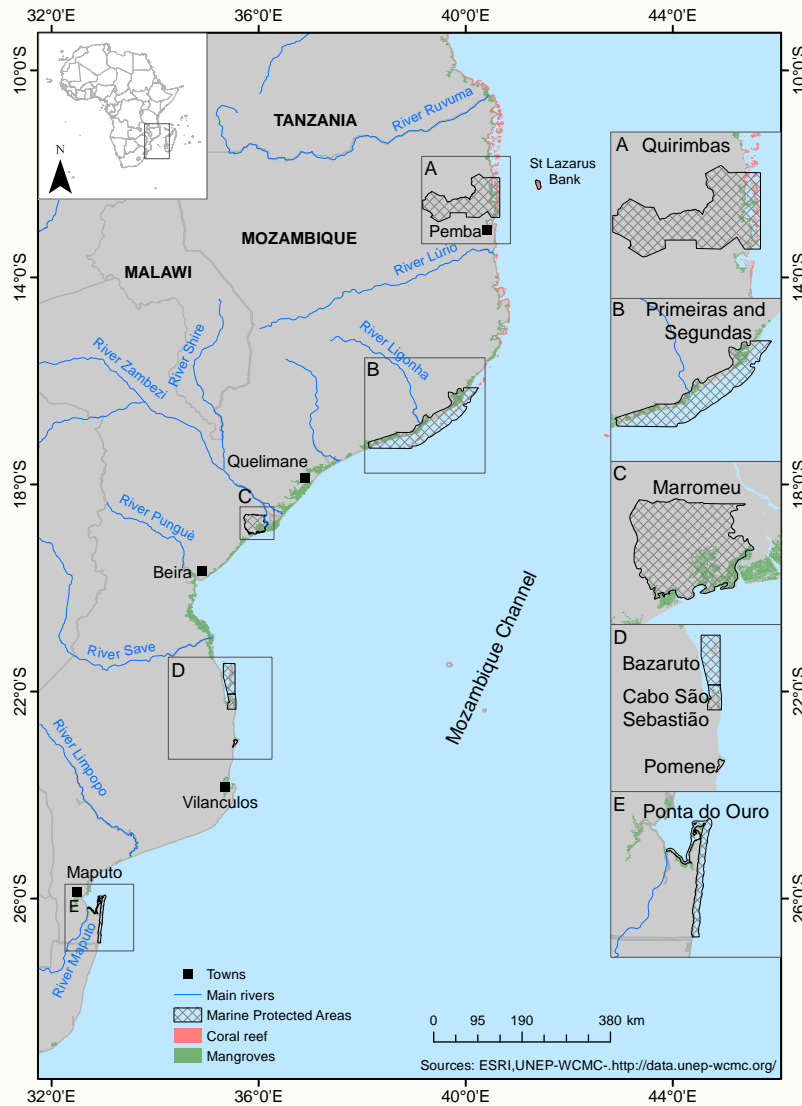 32°0'E 36°0'E 40°0'E 44°0'E
10°0'S
14°0'S
18°0'S
22°0'S
26°0'S
N
TANZANIA
River Ruvuma
St Lazarus
Bank
A
Pemba
MOZAMBIQUE
MALAWI
River Lúrio
River Shire
River Ligonha
River Zambezi
B
Quelimane
C
River Punguè
Beira
River Save
D
Mozambique Channel
River Limpopo
Vilanculos
Maputo
E
River Maputo
A Quirimbas
B Primeiras and
Segundas
C Marromeu
D
Bazaruto
Cabo São
Sebastião
Pomene
E Ponta do Ouro
10°0'S
14°0'S
18°0'S
22°0'S
26°0'S
Towns
Main rivers
Marine Protected Areas
Coral reef
Mangroves
0 95 190 380 km
Sources: ESRI,UNEP-WCMC-.http://data.unep-wcmc.org/
32°0'E 36°0'E 40°0'E 44°0'E